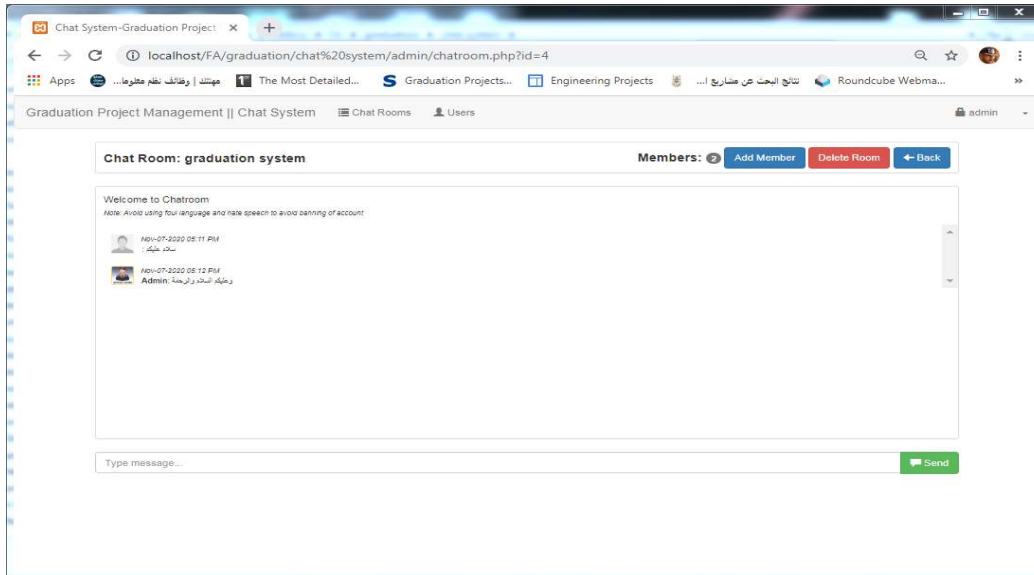 Chat System-Graduation Project
localhost/FA/graduation/chat%20system/admin/chatroom.php?id=4
Apps مهنتك | وظائف نظم معلوما... The Most Detailed... Graduation Projects... Engineering Projects نتائج البحث عن مشاريع ا... Roundcube Webma... »
Graduation Project Management || Chat System Chat Rooms Users admin
Chat Room: graduation system Members: 2 Add Member Delete Room Back
Welcome to Chatroom
Note: Avoid using foul language and hate speech to avoid banning of account
Nov-07-2020 05:11 PM
: سلام عليكم
Nov-07-2020 05:12 PM
Admin: وعليكم السلام والرحمة
Type message... Send